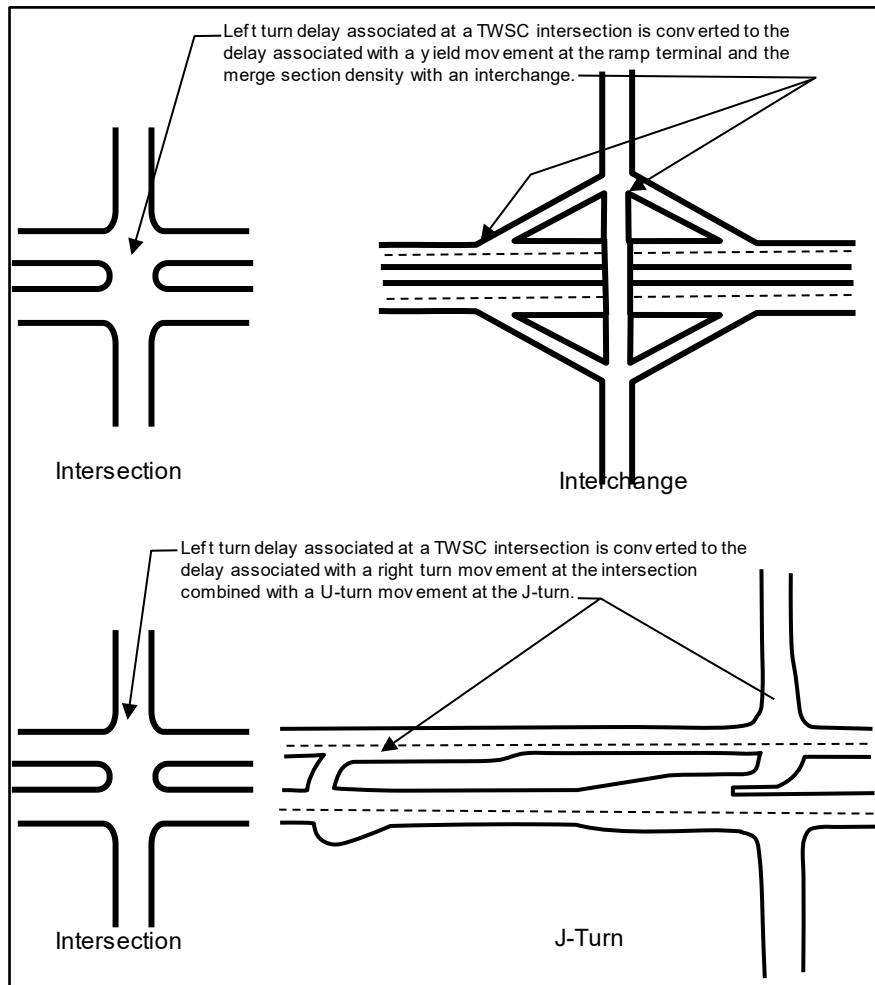 Left turn delay associated at a TWSC intersection is converted to the
delay associated with a yield movement at the ramp terminal and the
merge section density with an interchange.
Intersection
Interchange
Left turn delay associated at a TWSC intersection is converted to the
delay associated with a right turn movement at the intersection
combined with a U-turn movement at the J-turn.
Intersection
J-Turn